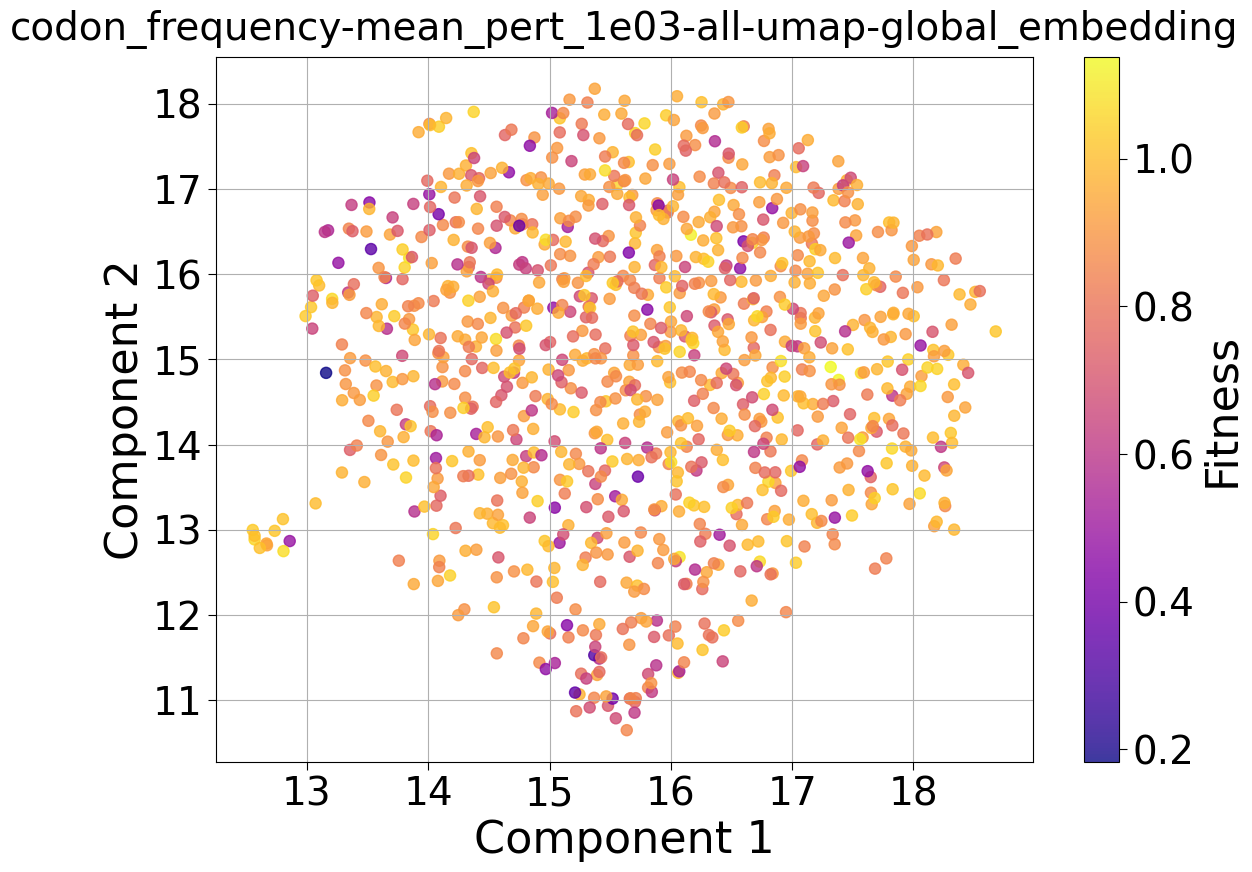 codon_frequency-mean_pert_1e03-all-umap-global_embedding
18
17
16
15
14
13
12
11
Component 2
13 14 15 16 17 18
Component 1
1.0
0.8
0.6
0.4
0.2
Fitness